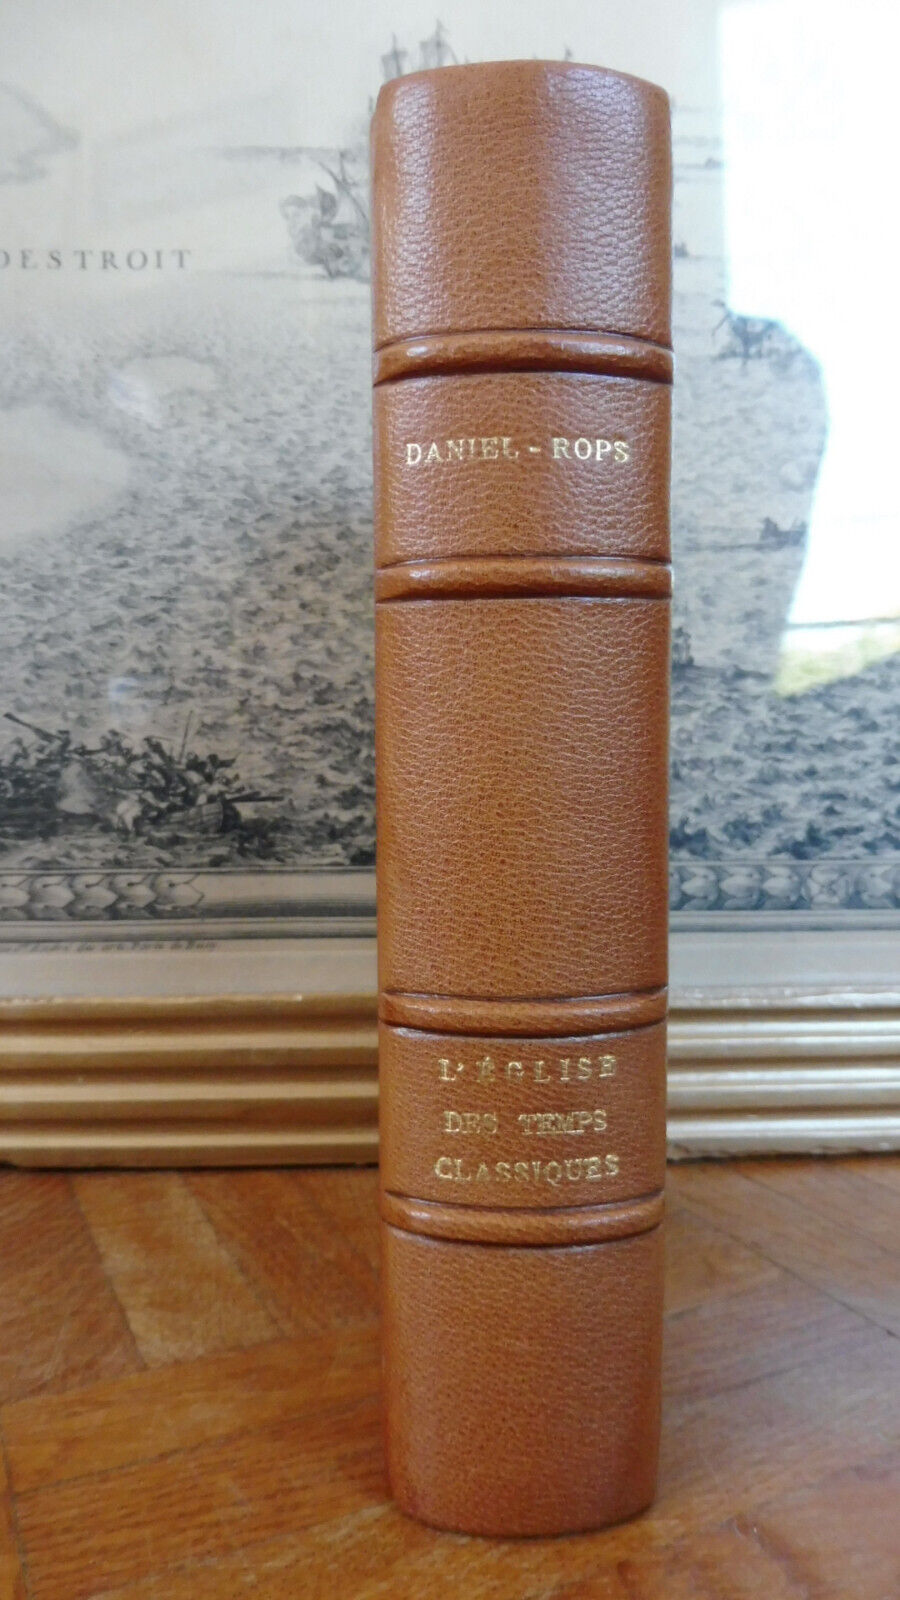 DESTROIT
DANIEL - ROPS
L'ÉGLISE
DES TEMPS
CLASSIQUES